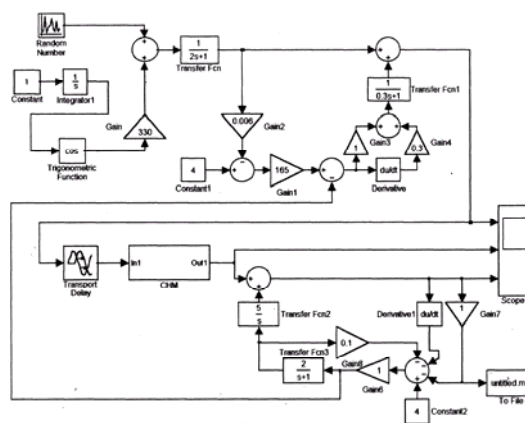 Random
Number
1
Constant
1
s
Integrator1
cos
Trigonometric
Function
Gain
330
1
2s+1
Transfer Fcn
0.006
Gain2
4
Constant1
165
Gain1
1
Gain3
du/dt
Derivative
0.3
Gain4
1
0.3s+1
Transfer Fcn1
Transport
Delay
In1
Out1
CHM
5
s
Transfer Fcn2
Transfer Fcn3
2
s+1
0.1
Gain8
1
Gain6
Derivative1
du/dt
1
Gain7
4
Constant2
Scope
untitled.m
To File